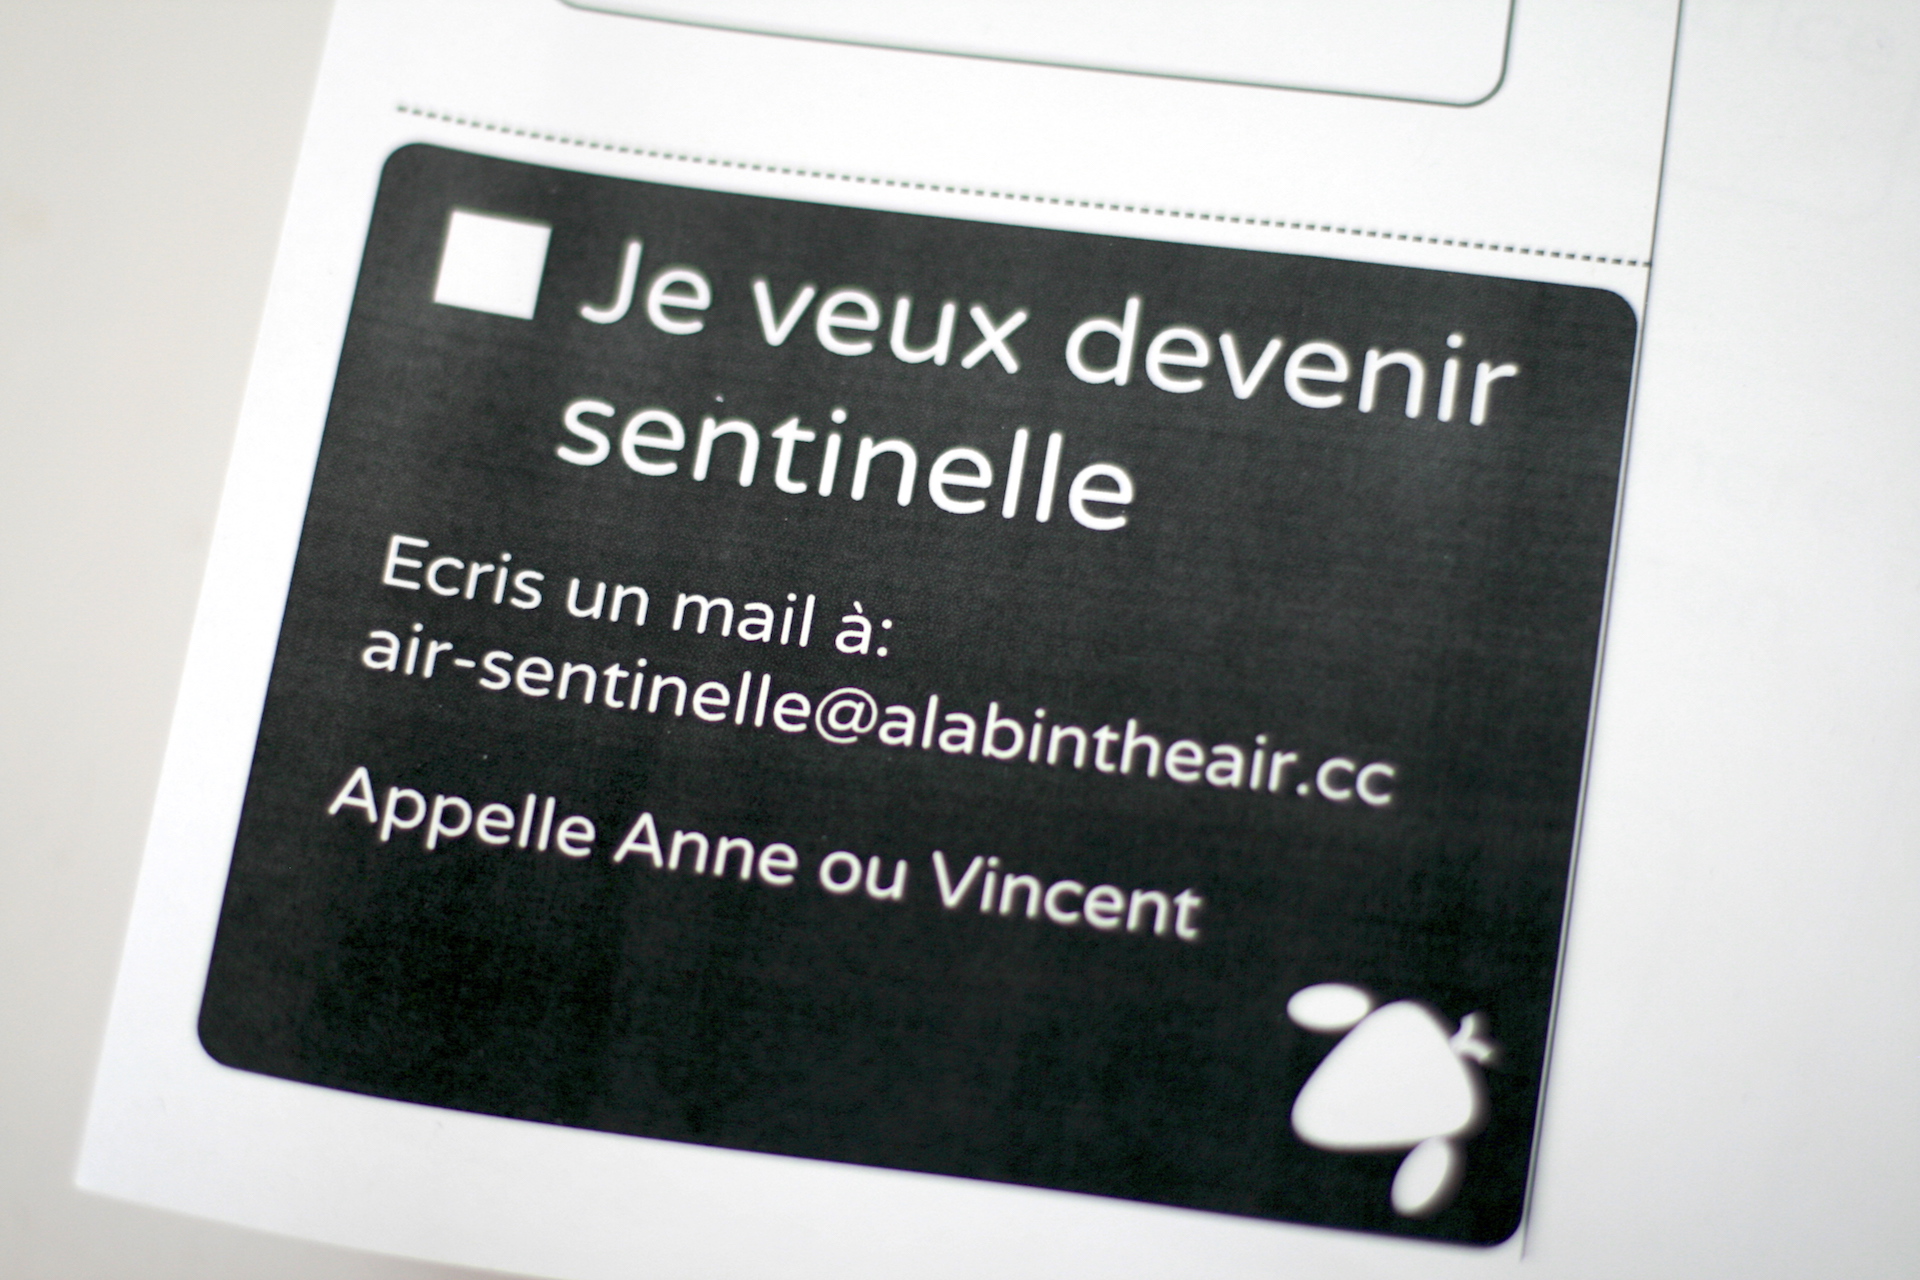 Je veux devenir
sentinelle
Ecris un mail à:
air-sentinelle@alabintheair.cc
Appelle Anne ou Vincent